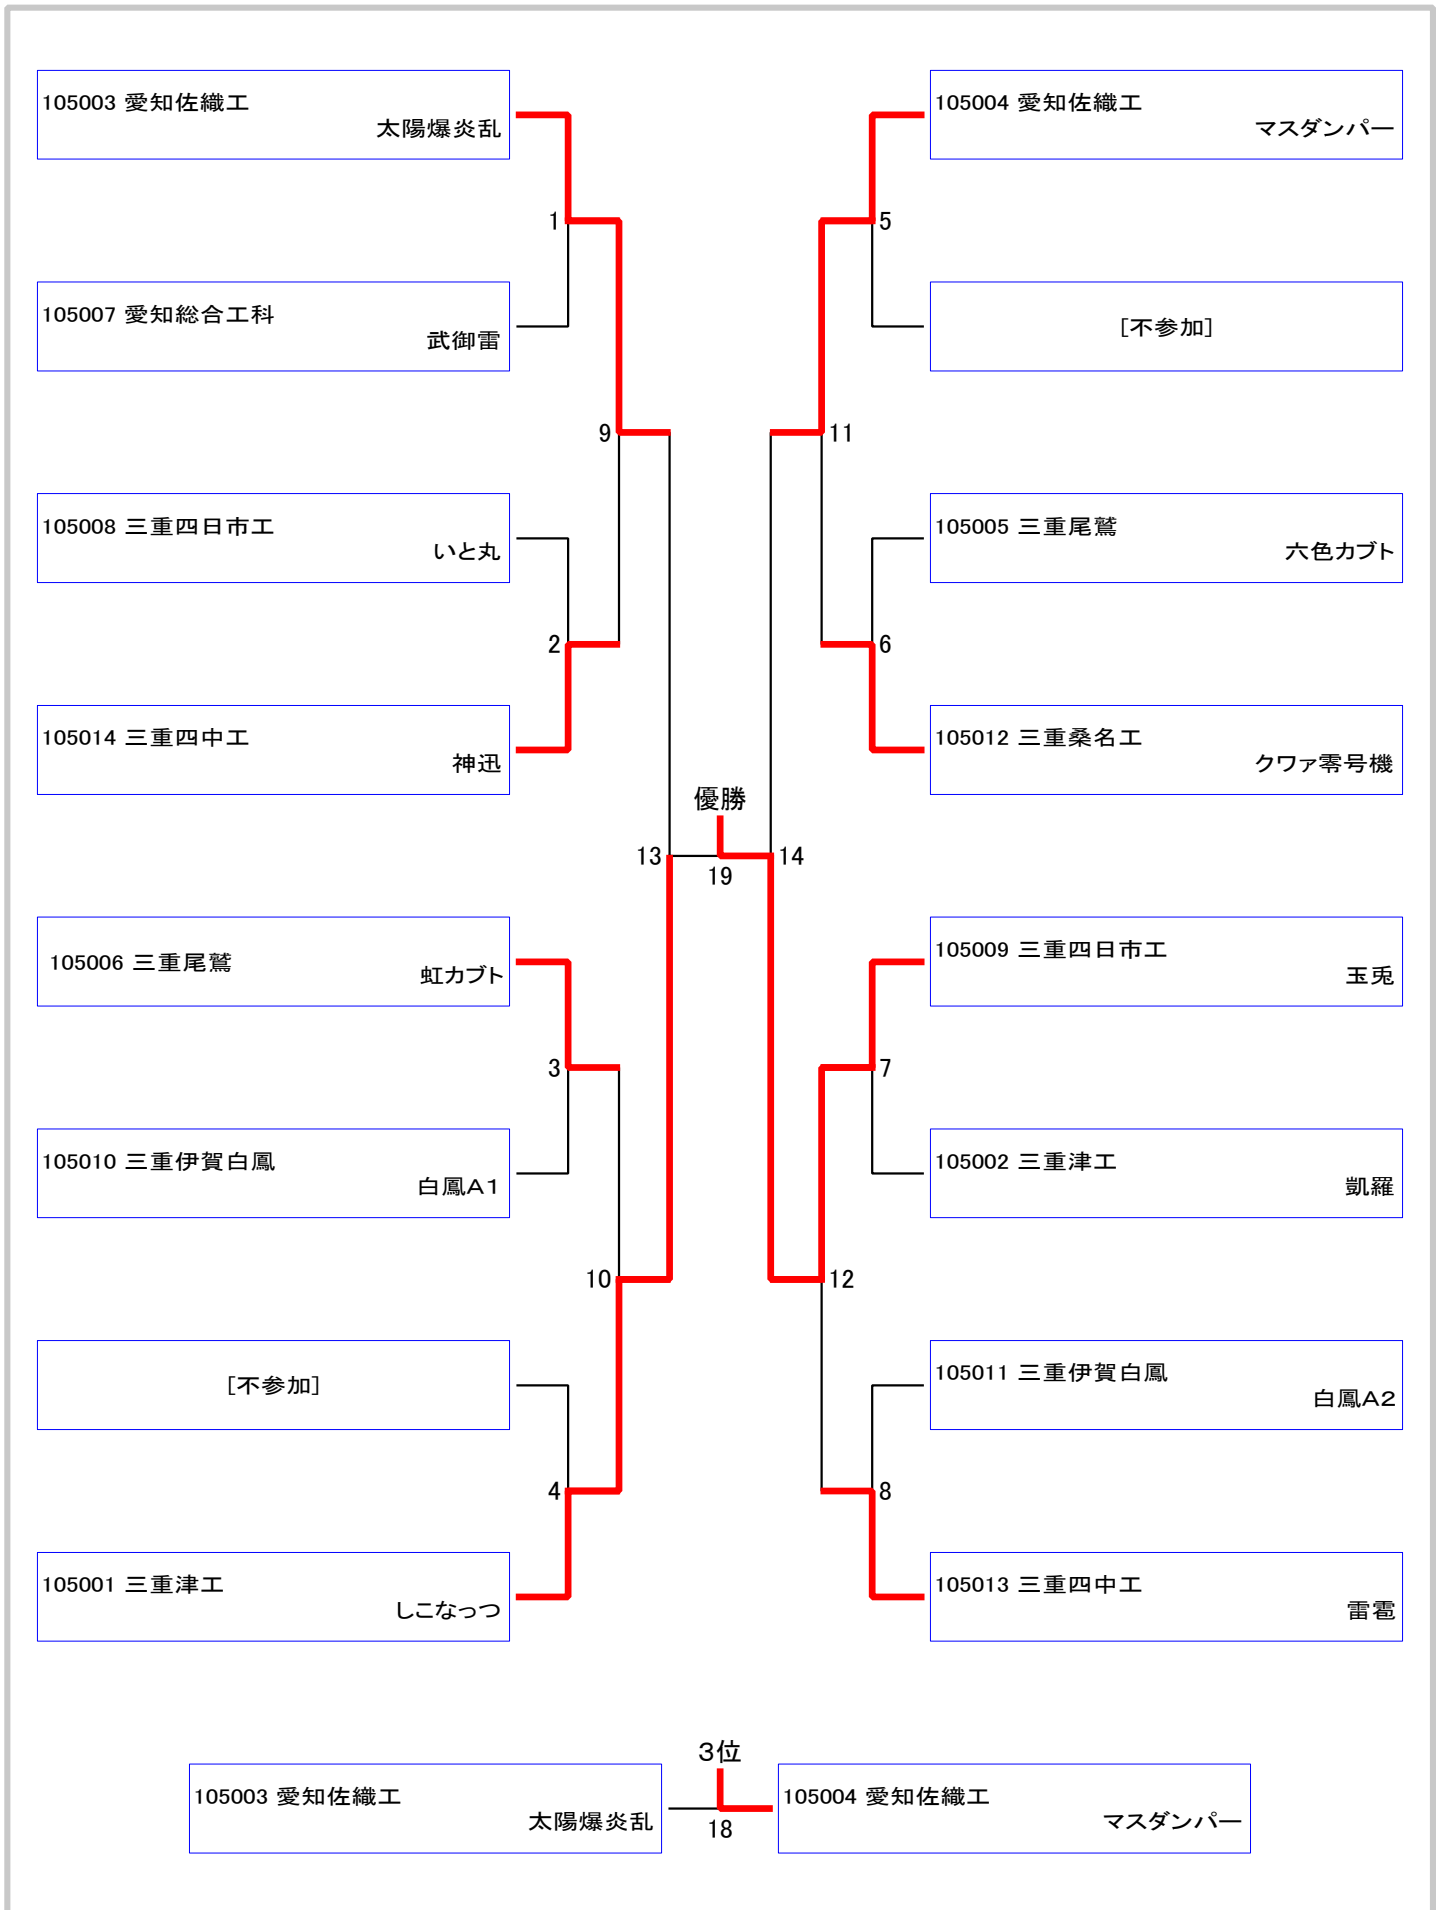 105003 愛知佐織工
太陽爆炎乱
105007 愛知総合工科
武御雷
105008 三重四日市工
いと丸
105014 三重四中工
神迅
105006 三重尾鷲
虹カブト
105010 三重伊賀白鳳
白鳳A1
[不参加]
105001 三重津工
しこなっつ
1
2
3
4
9
10
13
優勝
19
14
11
12
5
6
7
8
105004 愛知佐織工
マスダンパー
[不参加]
105005 三重尾鷲
六色カブト
105012 三重桑名工
クワァ零号機
105009 三重四日市工
玉兎
105002 三重津工
凱羅
105011 三重伊賀白鳳
白鳳A2
105013 三重四中工
雷雹
3位
105003 愛知佐織工
太陽爆炎乱
18
105004 愛知佐織工
マスダンパー